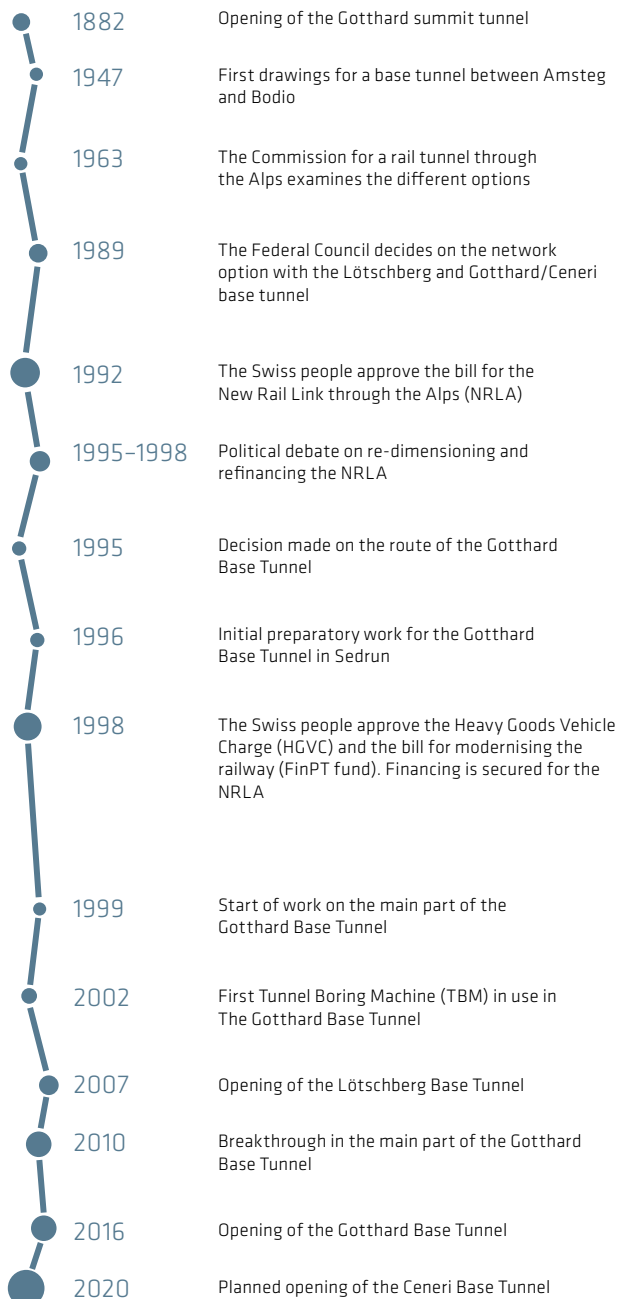 1882 Opening of the Gotthard summit tunnel
1947 First drawings for a base tunnel between Amsteg
and Bodio
1963 The Commission for a rail tunnel through
the Alps examines the different options
1989 The Federal Council decides on the network
option with the Lötschberg and Gotthard/Ceneri
base tunnel
1992 The Swiss people approve the bill for the
New Rail Link through the Alps (NRLA)
1995–1998 Political debate on re-dimensioning and
refinancing the NRLA
1995 Decision made on the route of the Gotthard
Base Tunnel
1996 Initial preparatory work for the Gotthard
Base Tunnel in Sedrun
1998 The Swiss people approve the Heavy Goods Vehicle
Charge (HGVC) and the bill for modernising the
railway (FinPT fund). Financing is secured for the
NRLA
1999 Start of work on the main part of the
Gotthard Base Tunnel
2002 First Tunnel Boring Machine (TBM) in use in
The Gotthard Base Tunnel
2007 Opening of the Lötschberg Base Tunnel
2010 Breakthrough in the main part of the Gotthard
Base Tunnel
2016 Opening of the Gotthard Base Tunnel
2020 Planned opening of the Ceneri Base Tunnel